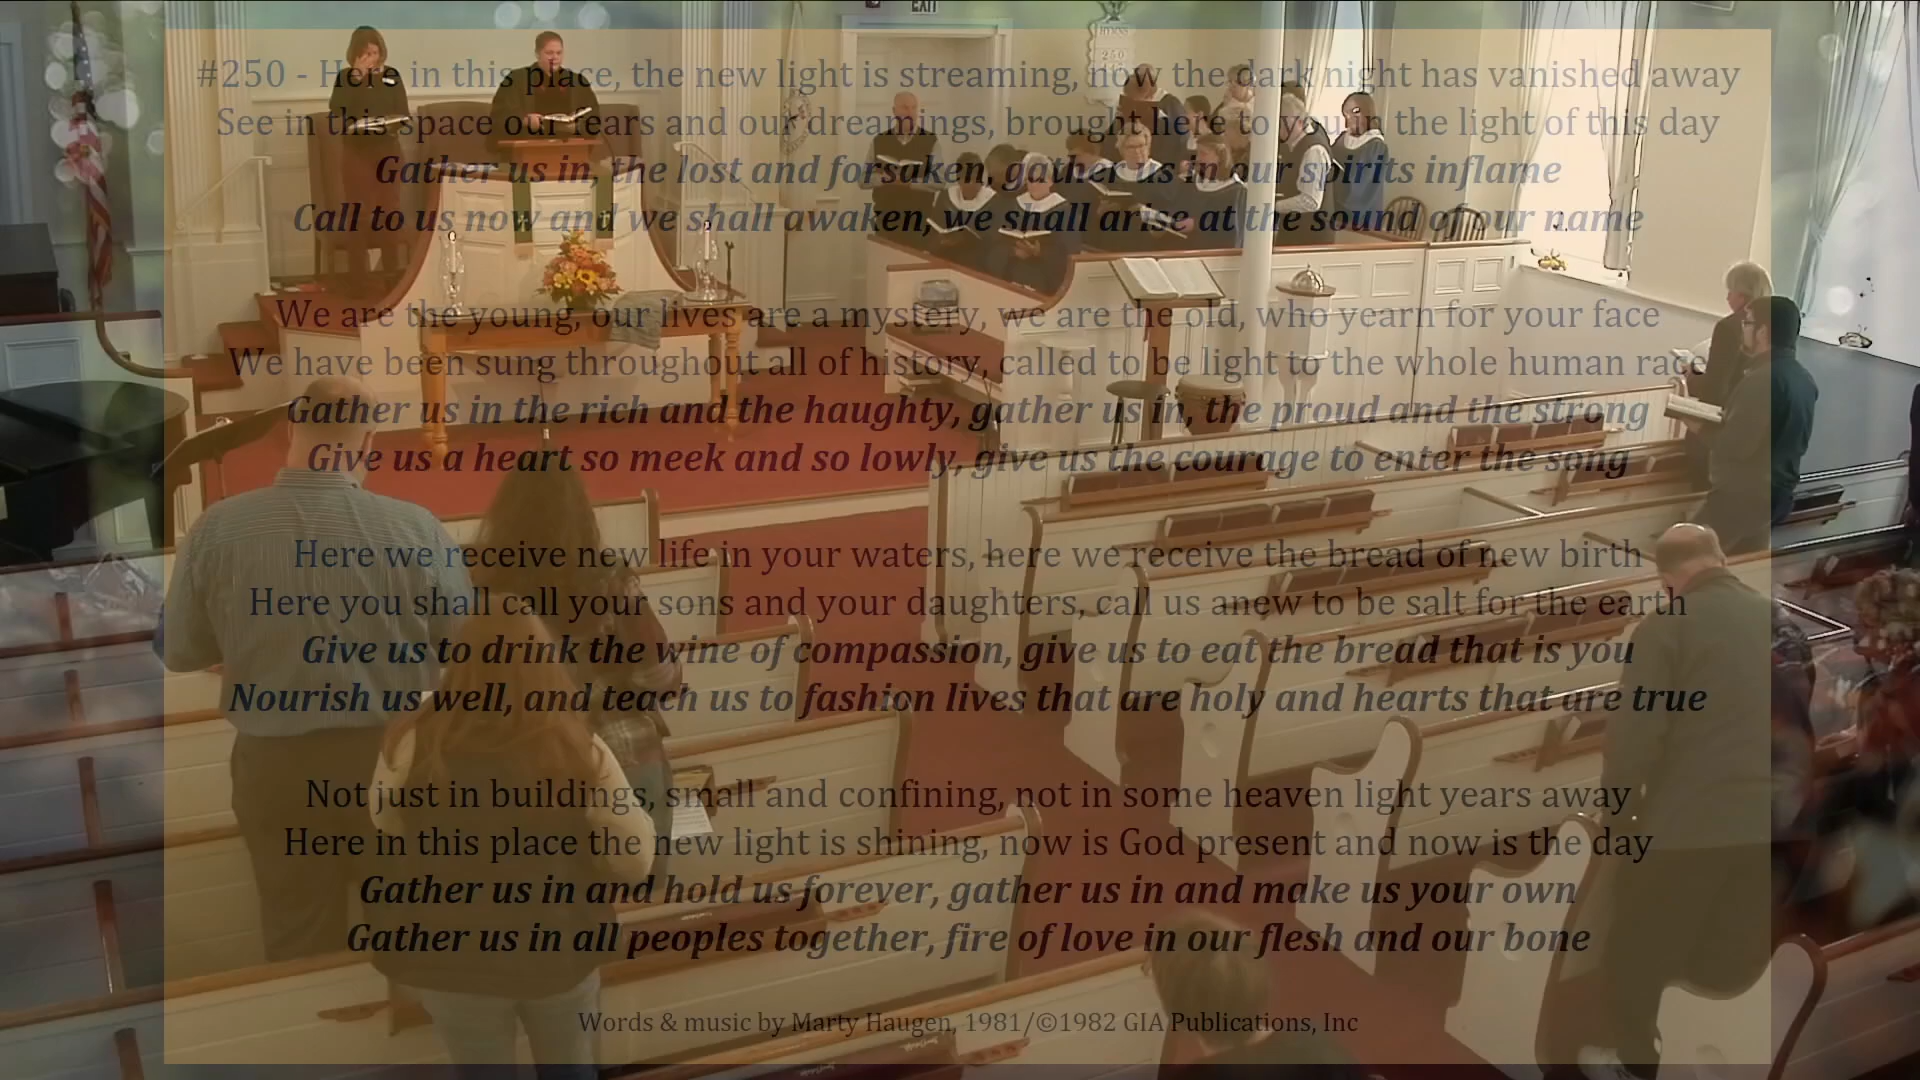 EXIT
HYMNS
250
#250 - Here in this place, the new light is streaming, now the dark night has vanished away
See in this space our fears and our dreamings, brought here to you in the light of this day
Gather us in, the lost and forsaken, gather us in our spirits inflame
Call to us now and we shall awaken, we shall arise at the sound of our name
We are the young, our lives are a mystery, we are the old, who yearn for your face
We have been sung throughout all of history, called to be light to the whole human race
Gather us in the rich and the haughty, gather us in, the proud and the strong
Give us a heart so meek and so lowly, give us the courage to enter the song
Here we receive new life in your waters, here we receive the bread of new birth
Here you shall call your sons and your daughters, call us anew to be salt for the earth
Give us to drink the wine of compassion, give us to eat the bread that is you
Nourish us well, and teach us to fashion lives that are holy and hearts that are true
Not just in buildings, small and confining, not in some heaven light years away
Here in this place the new light is shining, now is God present and now is the day
Gather us in and hold us forever, gather us in and make us your own
Gather us in all peoples together, fire of love in our flesh and our bone
Words & music by Marty Haugen, 1981/©1982 GIA Publications, Inc